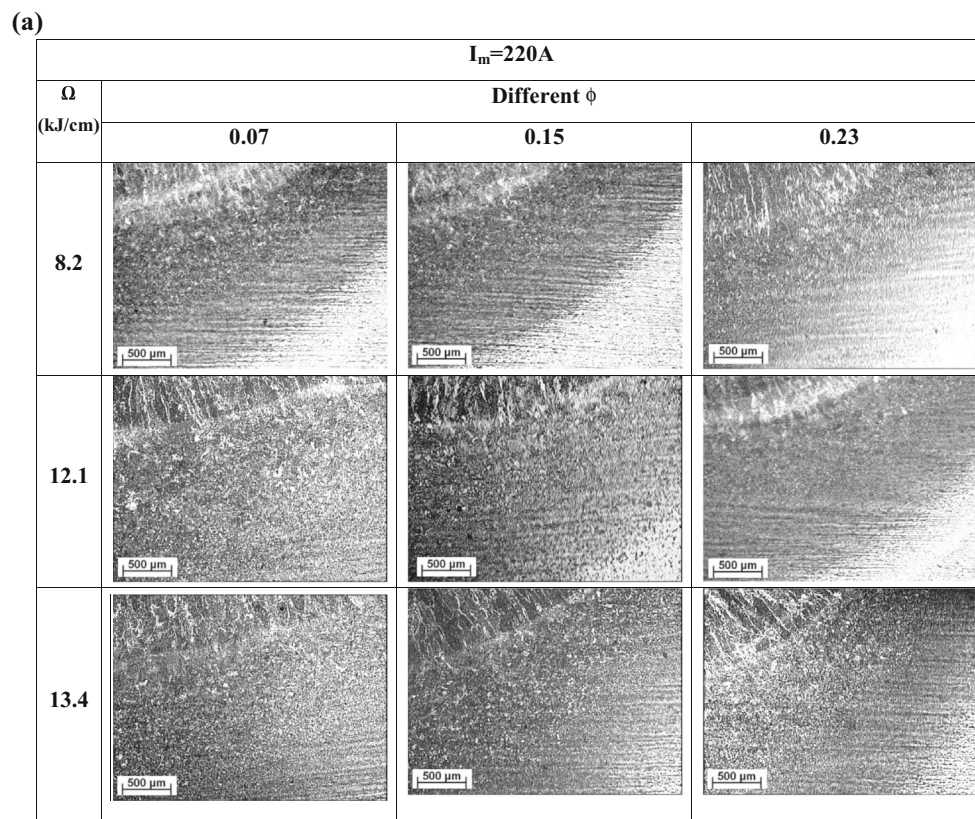 (a)
Iₘ=220A
Ω
(kJ/cm)
Different ϕ
0.07 0.15 0.23
8.2
500 µm 500 µm 500 µm
12.1
500 µm 500 µm 500 µm
13.4
500 µm 500 µm 500 µm